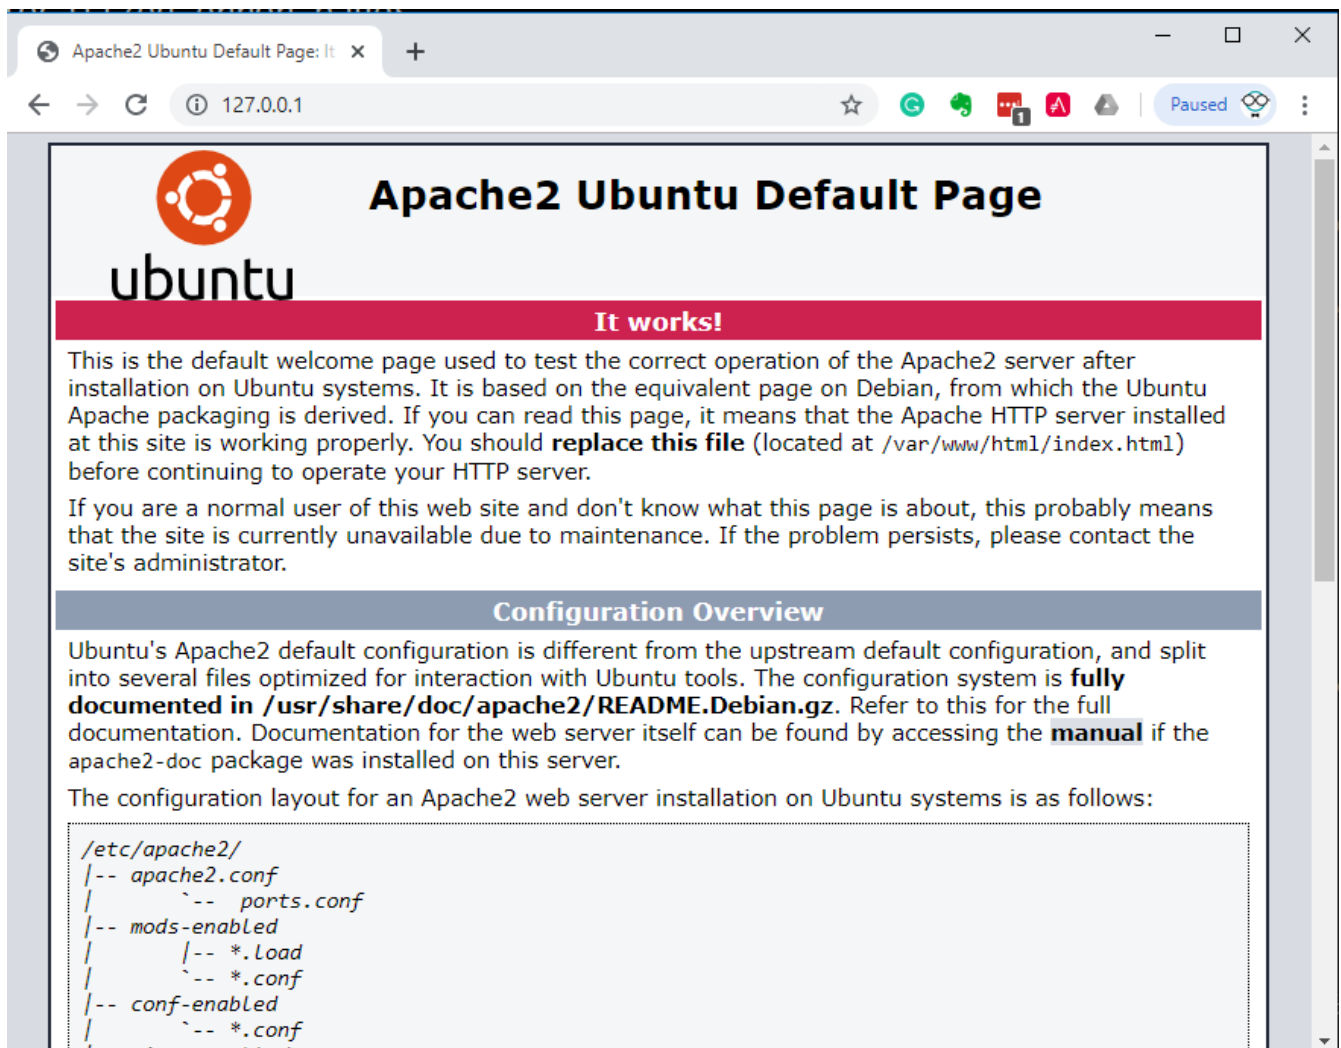 Apache2 Ubuntu Default Page: It
127.0.0.1
1
Paused
ubuntu
Apache2 Ubuntu Default Page
It works!
This is the default welcome page used to test the correct operation of the Apache2 server after
installation on Ubuntu systems. It is based on the equivalent page on Debian, from which the Ubuntu
Apache packaging is derived. If you can read this page, it means that the Apache HTTP server installed
at this site is working properly. You should replace this file (located at /var/www/html/index.html)
before continuing to operate your HTTP server.
If you are a normal user of this web site and don't know what this page is about, this probably means
that the site is currently unavailable due to maintenance. If the problem persists, please contact the
site's administrator.
Configuration Overview
Ubuntu's Apache2 default configuration is different from the upstream default configuration, and split
into several files optimized for interaction with Ubuntu tools. The configuration system is fully
documented in /usr/share/doc/apache2/README.Debian.gz. Refer to this for the full
documentation. Documentation for the web server itself can be found by accessing the manual if the
apache2-doc package was installed on this server.
The configuration layout for an Apache2 web server installation on Ubuntu systems is as follows:
/etc/apache2/
|-- apache2.conf
|       `--  ports.conf
|-- mods-enabled
|       |-- *.load
|       `-- *.conf
|-- conf-enabled
|       `-- *.conf